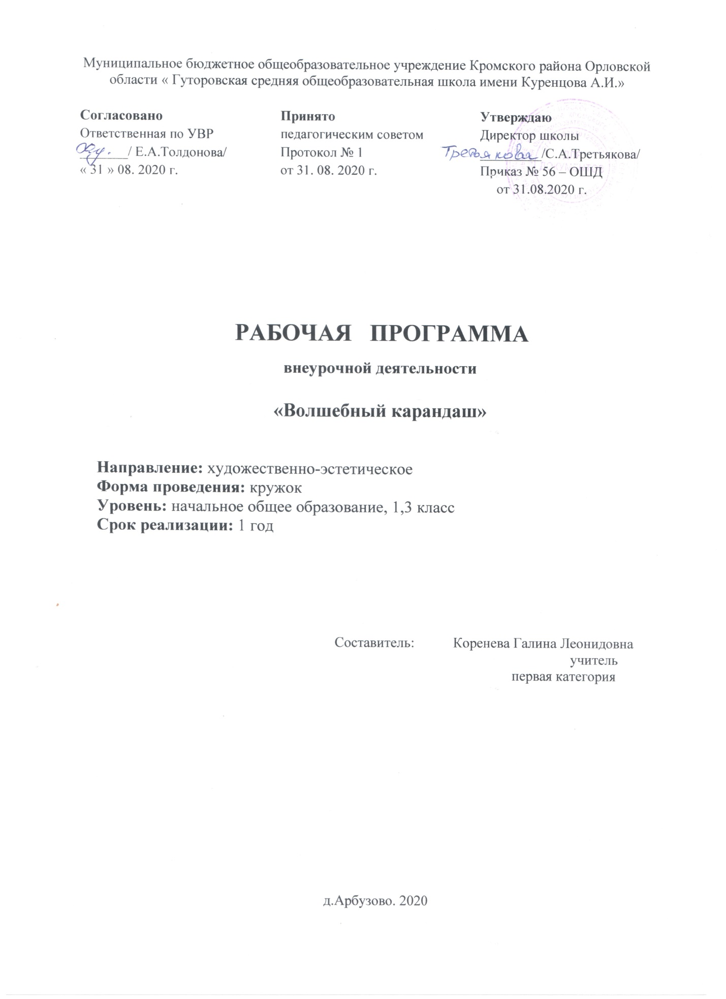 Муниципальное бюджетное общеобразовательное учреждение Кромского района Орловской
области « Гуторовская средняя общеобразовательная школа имени Куренцова А.И.»
Согласовано
Ответственная по УВР
/ Е.А.Толдонова/
« 31 » 08. 2020 г.
Принято
педагогическим советом
Протокол № 1
от 31. 08. 2020 г.
Утверждаю
Директор школы
Третьякова /С.А.Третьякова/
Приказ № 56 – ОШД
от 31.08.2020 г.
РАБОЧАЯ ПРОГРАММА
внеурочной деятельности
«Волшебный карандаш»
Направление: художественно-эстетическое
Форма проведения: кружок
Уровень: начальное общее образование, 1,3 класс
Срок реализации: 1 год
Составитель: Коренева Галина Леонидовна
учитель
первая категория
д.Арбузово. 2020